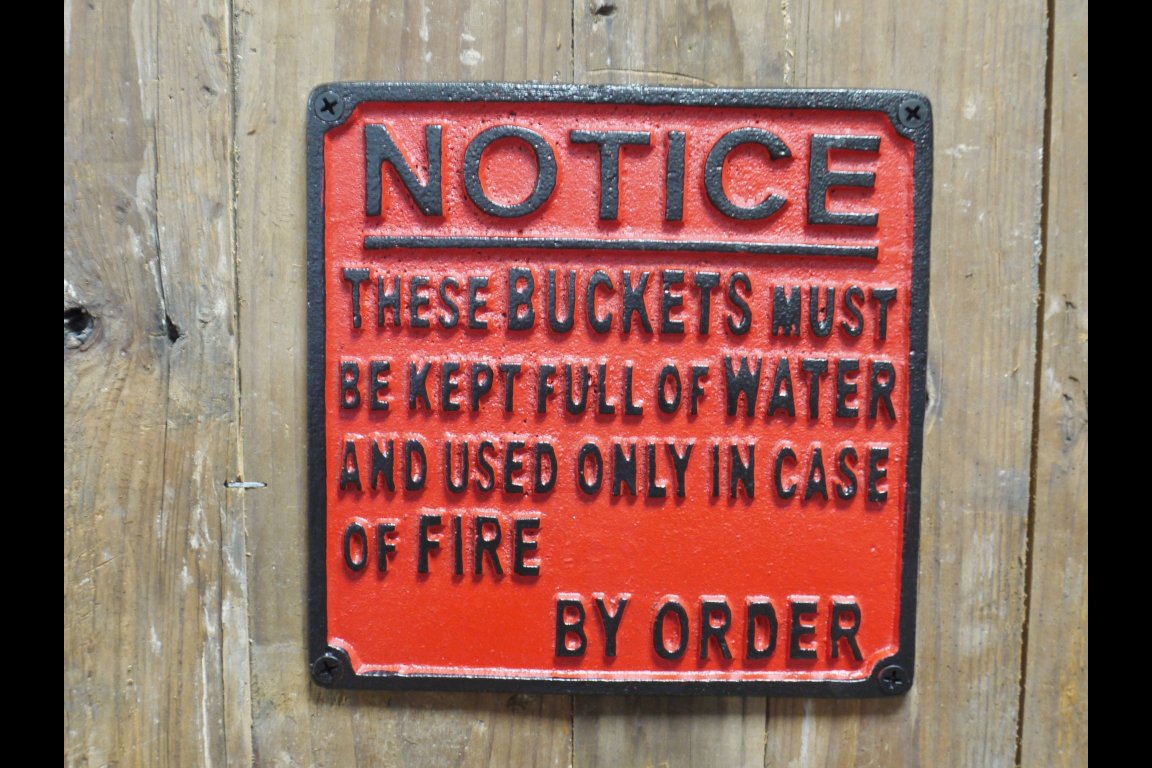 NOTICE
THESE BUCKETS MUST
BE KEPT FULL OF WATER
AND USED ONLY IN CASE
OF FIRE
BY ORDER